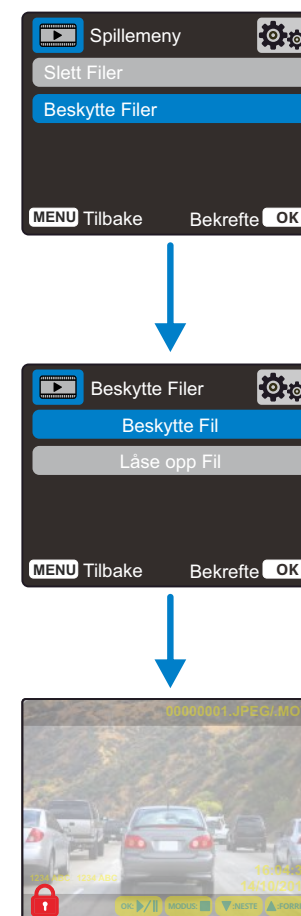 Spillemeny
Slett Filer
Beskytte Filer
MENU Tilbake Bekrefte OK
Beskytte Filer
Beskytte Fil
Låse opp Fil
MENU Tilbake Bekrefte OK
00000001.JPEG/.MO
OK: MODUS: :NESTE :FORR